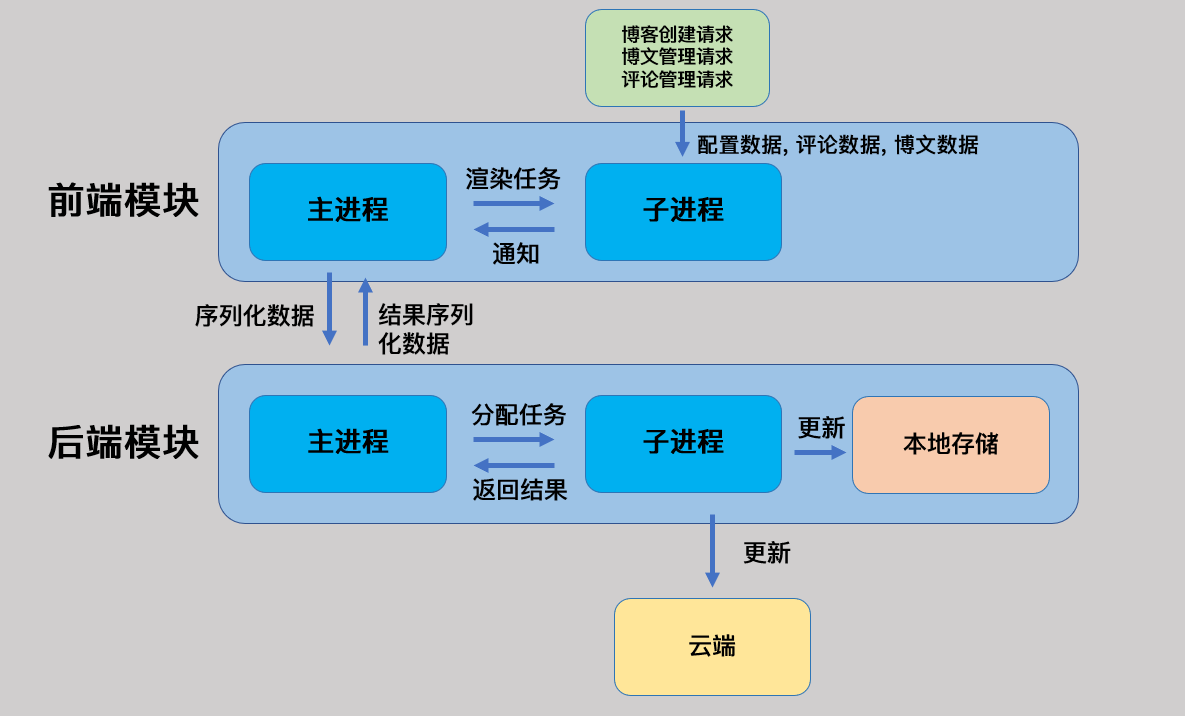 博客创建请求
博文管理请求
评论管理请求
配置数据, 评论数据, 博文数据
前端模块
主进程
渲染任务
通知
子进程
序列化数据
结果序列
化数据
后端模块
主进程
分配任务
返回结果
子进程
更新
本地存储
更新
云端